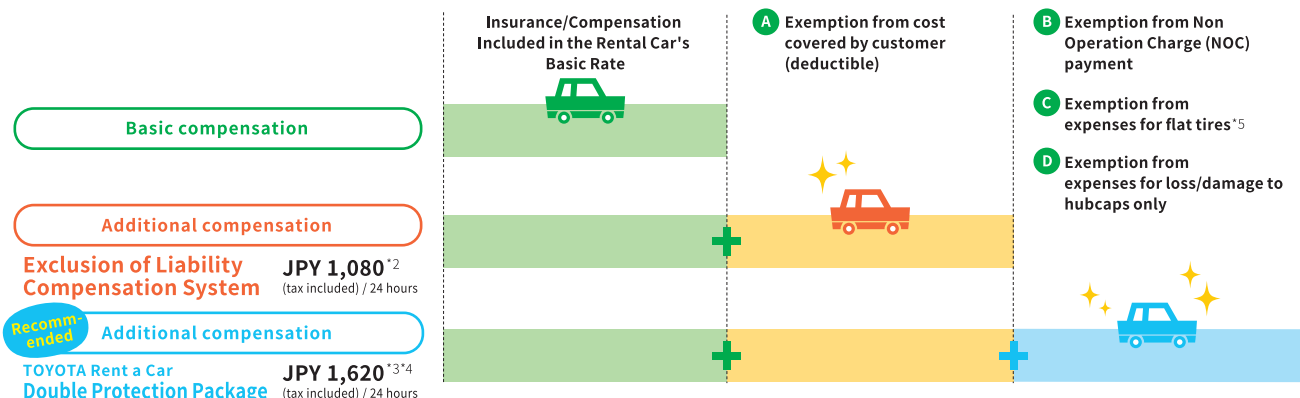 Insurance/Compensation
Included in the Rental Car's
Basic Rate
A Exemption from cost
covered by customer
(deductible)
B Exemption from Non
Operation Charge (NOC)
payment
C Exemption from
expenses for flat tires*5
D Exemption from
expenses for loss/damage to
hubcaps only
Basic compensation
Additional compensation
Exclusion of Liability
Compensation System
JPY 1,080*2
(tax included) / 24 hours
Recomm-
ended
Additional compensation
TOYOTA Rent a Car
Double Protection Package
JPY 1,620*3*4
(tax included) / 24 hours